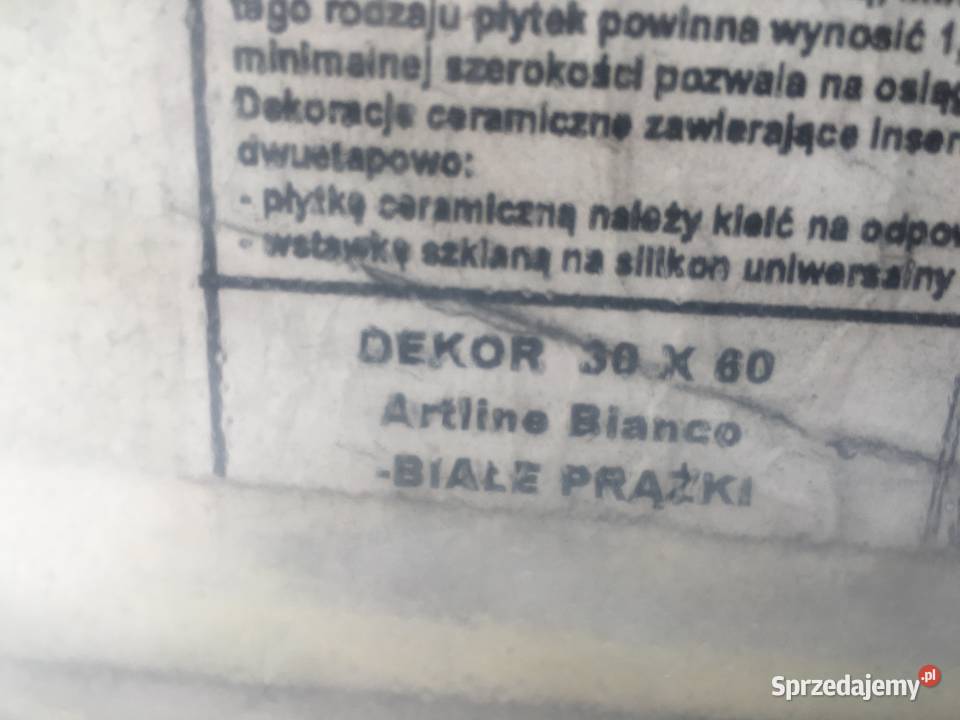 tego rodzaju płytek powinna wynosić 1,
minimalnej szerokości pozwala na osiąg
Dekoracje ceramiczne zawierające inser
dwuetapowo:
- płytkę ceramiczną należy kleić na odpow
- wstawkę szklaną na silikon uniwersalny
DEKOR 30 X 60
Artline Bianco
-BIAŁE PRĄŻKI
Sprzedajemy.pl